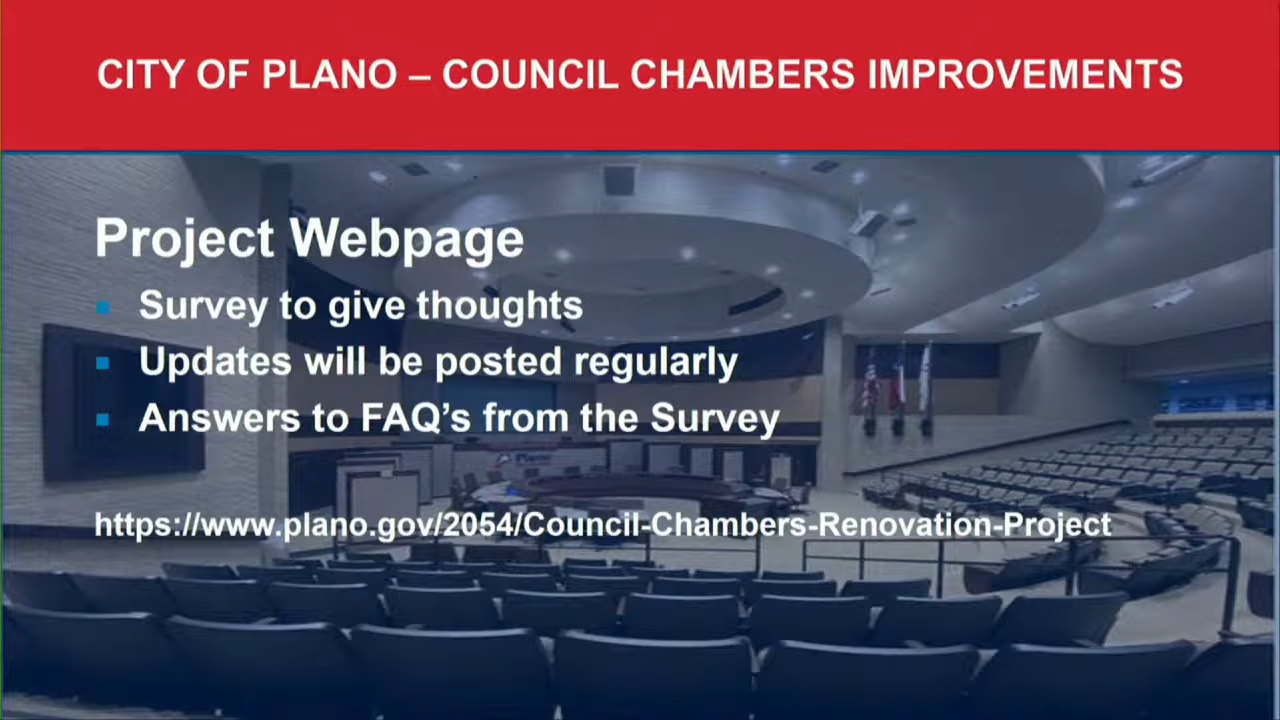 CITY OF PLANO – COUNCIL CHAMBERS IMPROVEMENTS
Project Webpage
Survey to give thoughts
Updates will be posted regularly
Answers to FAQ’s from the Survey
https://www.plano.gov/2054/Council-Chambers-Renovation-Project
Plano